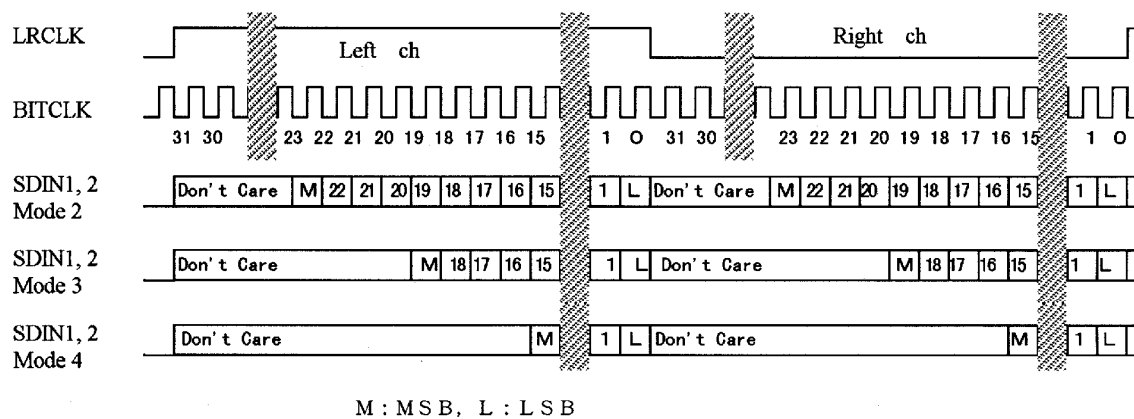 LRCLK Left ch Right ch
BITCLK
31 30 23 22 21 20 19 18 17 16 15 1 0 31 30 23 22 21 20 19 18 17 16 15 1 0
SDIN1, 2 Don't Care M 22 21 20 19 18 17 16 15 1 L Don't Care M 22 21 20 19 18 17 16 15 1 L
Mode 2
SDIN1, 2 Don't Care M 18 17 16 15 1 L Don't Care M 18 17 16 15 1 L
Mode 3
SDIN1, 2 Don't Care M 1 L Don't Care M 1 L
Mode 4
M : MSB, L : LSB